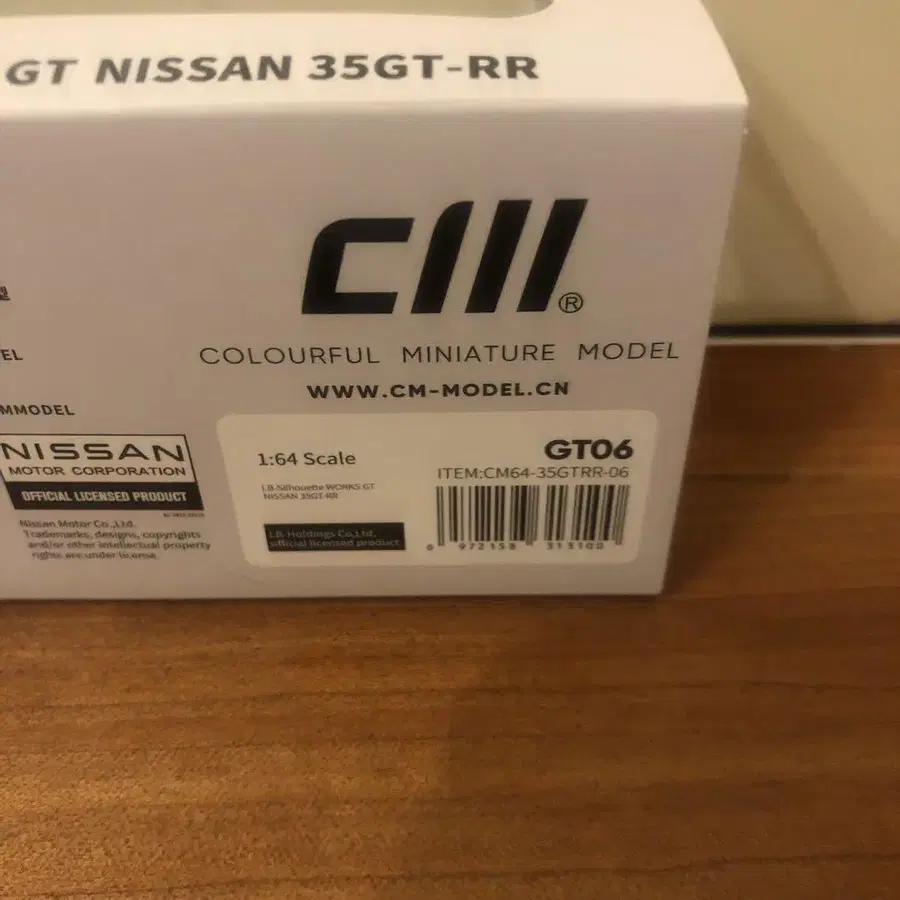 GT NISSAN 35GT-RR
CM®
COLOURFUL MINIATURE MODEL
WWW.CM-MODEL.CN
EL
MMODEL
NISSAN
MOTOR CORPORATION
OFFICIAL LICENSED PRODUCT
Nissan Motor Co.,Ltd.
Trademarks, designs, copyrights
and/or other intellectual property
rights are under license.
1:64 Scale
GT06
ITEM:CM64-35GTRR-06
LB-Silhouette WORKS GT
NISSAN 35GT-RR
LB-Holdings Co,Ltd.
official licensed product
6 972158 313100